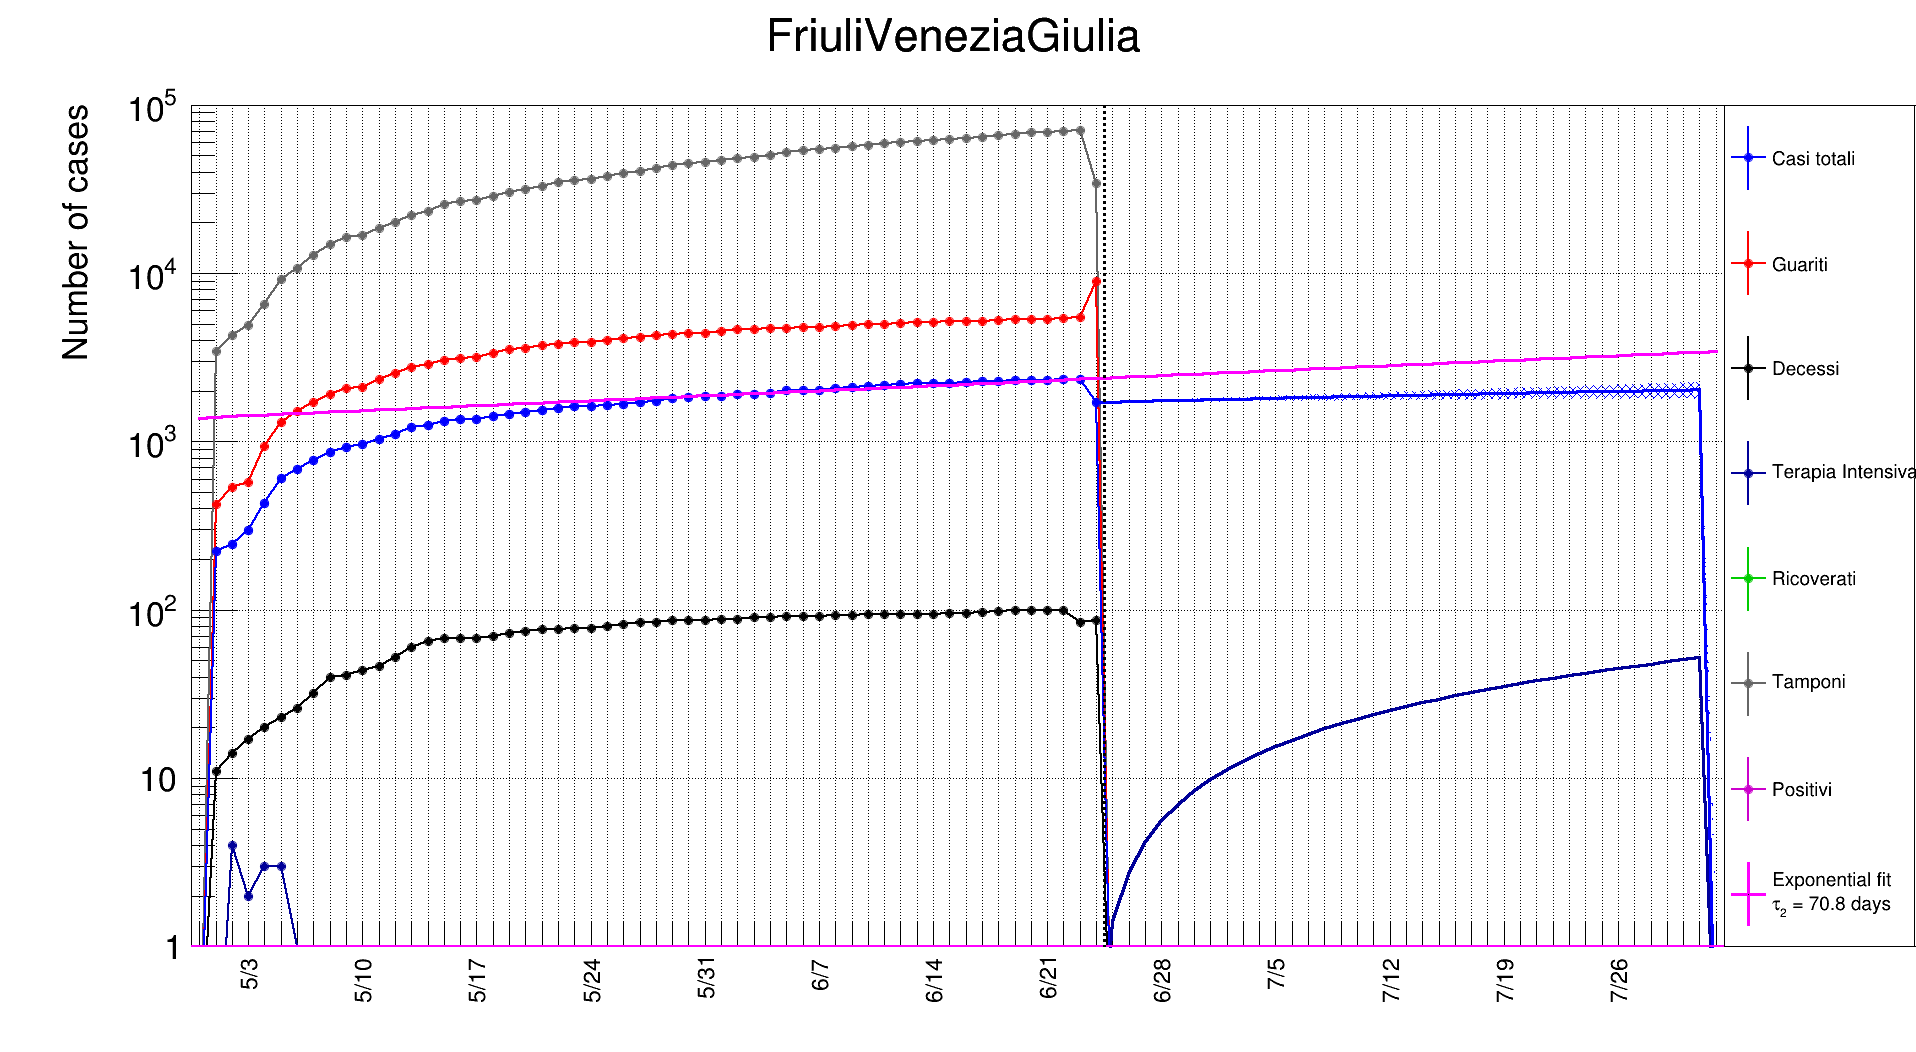 FriuliVeneziaGiulia
Number of cases
10^5
10^4
10^3
10^2
10
1
5/3
5/10
5/17
5/24
5/31
6/7
6/14
6/21
6/28
7/5
7/12
7/19
7/26
Casi totali
Guariti
Decessi
Terapia Intensiva
Ricoverati
Tamponi
Positivi
Exponential fit
τ₂ = 70.8 days